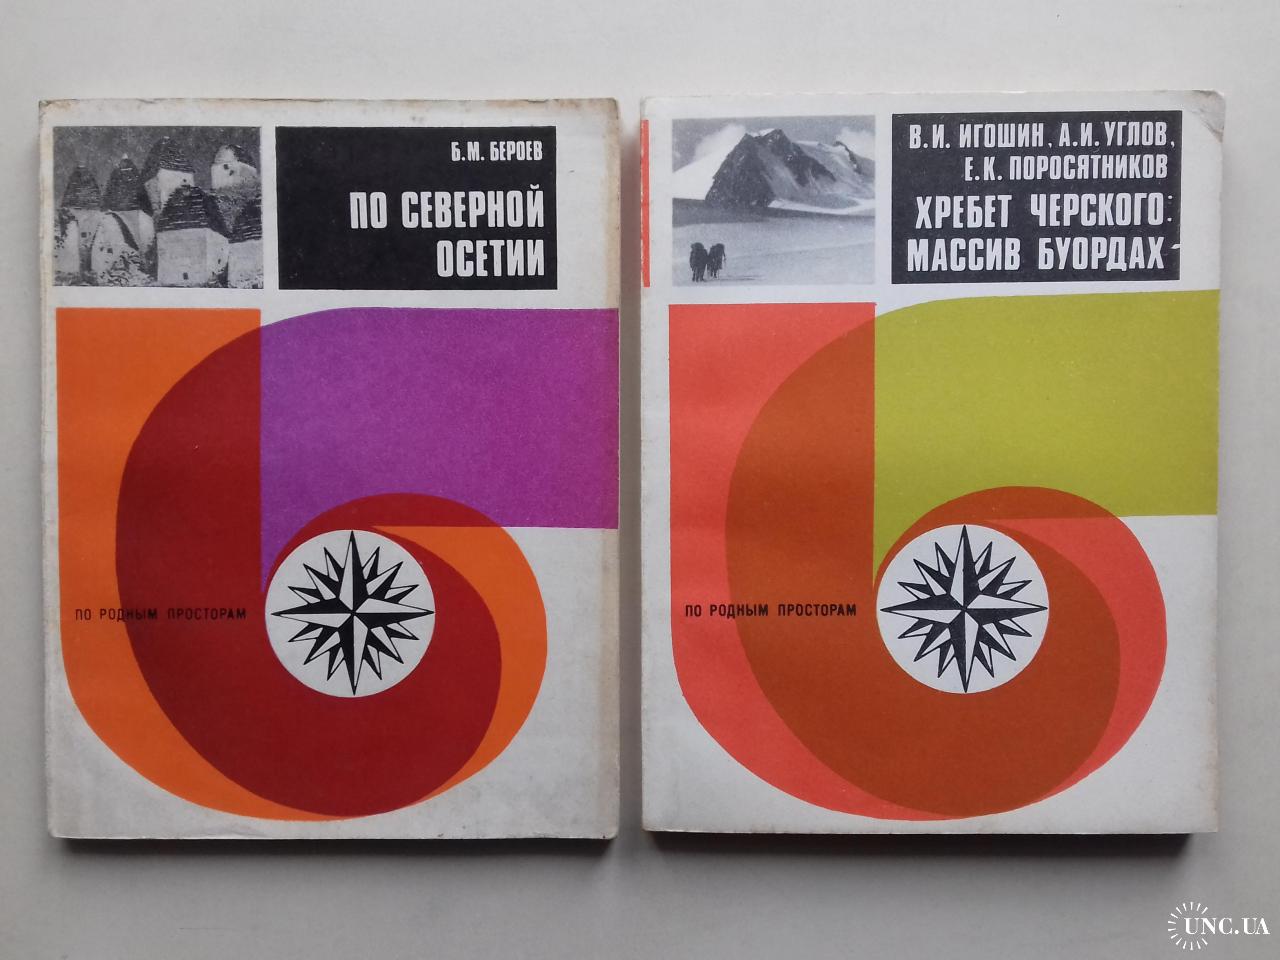 Б. М. БЕРОЕВ
ПО СЕВЕРНОЙ
ОСЕТИИ
ПО РОДНЫМ ПРОСТОРАМ
В. И. ИГОШИН, А. И. УГЛОВ,
Е. К. ПОРОСЯТНИКОВ
ХРЕБЕТ ЧЕРСКОГО:
МАССИВ БУОРДАХ
ПО РОДНЫМ ПРОСТОРАМ
UNC.UA